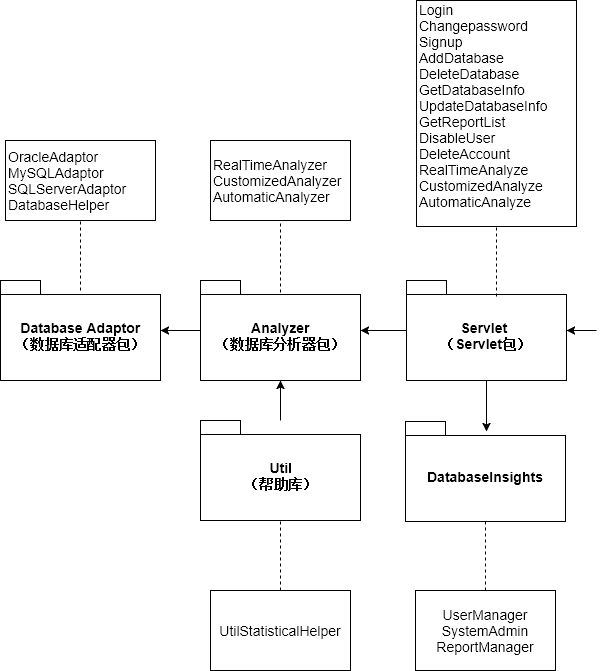 Login
Changepassword
Signup
AddDatabase
DeleteDatabase
GetDatabaseInfo
UpdateDatabaseInfo
GetReportList
DisableUser
DeleteAccount
RealTimeAnalyze
CustomizedAnalyze
AutomaticAnalyze
OracleAdaptor
MySQLAdaptor
SQLServerAdaptor
DatabaseHelper
RealTimeAnalyzer
CustomizedAnalyzer
AutomaticAnalyzer
Database Adaptor
（数据库适配器包）
Analyzer
（数据库分析器包）
Servlet
（Servlet包）
Util
（帮助库）
DatabaseInsights
UtilStatisticalHelper
UserManager
SystemAdmin
ReportManager